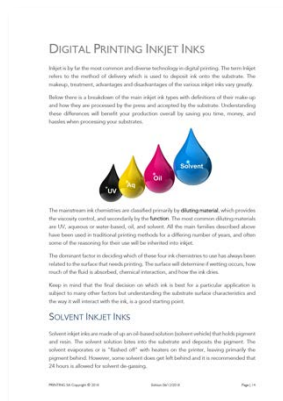 DIGITAL PRINTING INKJET INKS
Inkjet is by far the most common and diverse technology in digital printing. The term Inkjet
refers to the method of delivery which is used to deposit ink onto the substrate. The
makeup, treatment, advantages and disadvantages of the various inkjet inks vary greatly.
Below there is a breakdown of the main inkjet ink types with definitions of their make-up
and how they are processed by the press and accepted by the substrate. Understanding
these differences will benefit your production overall by saving you time, money, and
hassles when processing your substrates.
UV
Aq
Oil
Solvent
The mainstream ink chemistries are classified primarily by diluting material, which provides
the viscosity control, and secondarily by the function. The most common diluting materials
are UV, aqueous or water-based, oil, and solvent. All the main families described above
have been used in traditional printing methods for a differing number of years, and often
some of the reasoning for their use will be inherited into inkjet.
The dominant factor in deciding which of these four ink chemistries to use has always been
related to the surface that needs printing. The surface will determine if wetting occurs, how
much of the fluid is absorbed, chemical interaction, and how the ink dries.
Keep in mind that the final decision on which ink is best for a particular application is
subject to many other factors but understanding the substrate surface characteristics and
the way it will interact with the ink, is a good starting point.
SOLVENT INKJET INKS
Solvent inkjet inks are made up of an oil-based solution (solvent vehicle) that holds pigment
and resin. The solvent solution bites into the substrate and deposits the pigment. The
solvent evaporates or is "flashed off" with heaters on the printer, leaving primarily the
pigment behind. However, some solvent does get left behind and it is recommended that
24 hours is allowed for solvent de-gassing.